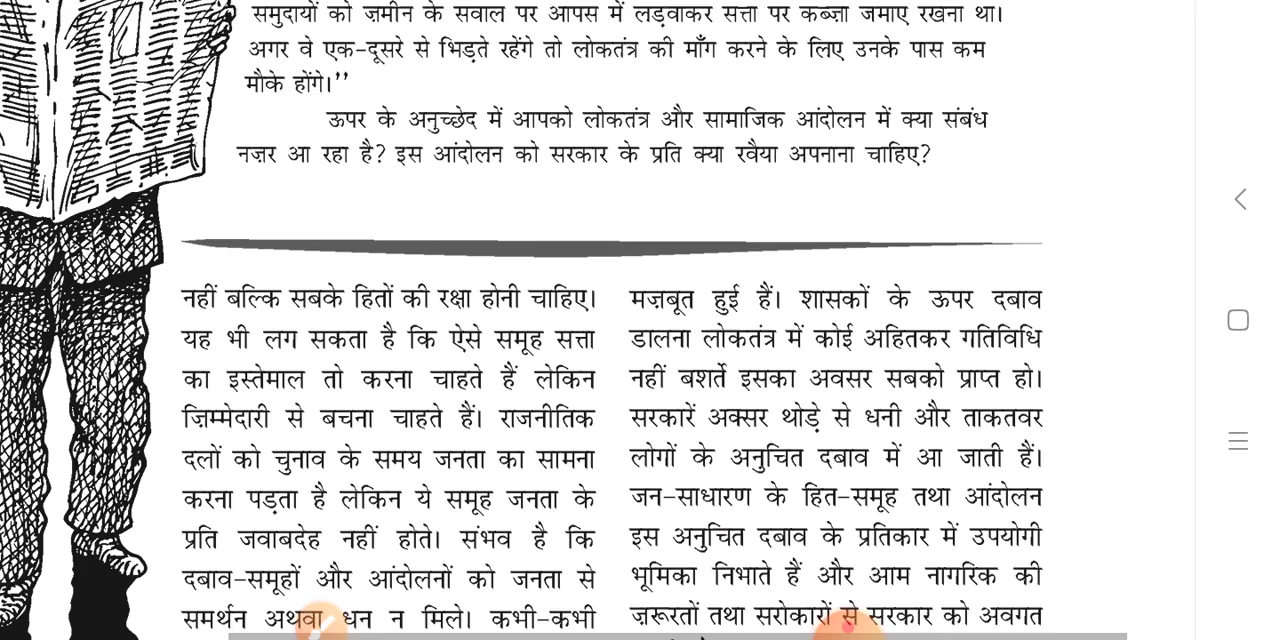 समुदायों को ज़मीन के सवाल पर आपस में लड़वाकर सत्ता पर कब्ज़ा जमाए रखना था।
अगर वे एक-दूसरे से भिड़ते रहेंगे तो लोकतंत्र की माँग करने के लिए उनके पास कम
मौके होंगे।’’
ऊपर के अनुच्छेद में आपको लोकतंत्र और सामाजिक आंदोलन में क्या संबंध
नज़र आ रहा है? इस आंदोलन को सरकार के प्रति क्या रवैया अपनाना चाहिए?
नहीं बल्कि सबके हितों की रक्षा होनी चाहिए।
यह भी लग सकता है कि ऐसे समूह सत्ता
का इस्तेमाल तो करना चाहते हैं लेकिन
ज़िम्मेदारी से बचना चाहते हैं। राजनीतिक
दलों को चुनाव के समय जनता का सामना
करना पड़ता है लेकिन ये समूह जनता के
प्रति जवाबदेह नहीं होते। संभव है कि
दबाव-समूहों और आंदोलनों को जनता से
समर्थन अथवा धन न मिले। कभी-कभी
मज़बूत हुई हैं। शासकों के ऊपर दबाव
डालना लोकतंत्र में कोई अहितकर गतिविधि
नहीं बशर्ते इसका अवसर सबको प्राप्त हो।
सरकारें अक्सर थोड़े से धनी और ताकतवर
लोगों के अनुचित दबाव में आ जाती हैं।
जन-साधारण के हित-समूह तथा आंदोलन
इस अनुचित दबाव के प्रतिकार में उपयोगी
भूमिका निभाते हैं और आम नागरिक की
ज़रूरतों तथा सरोकारों से सरकार को अवगत